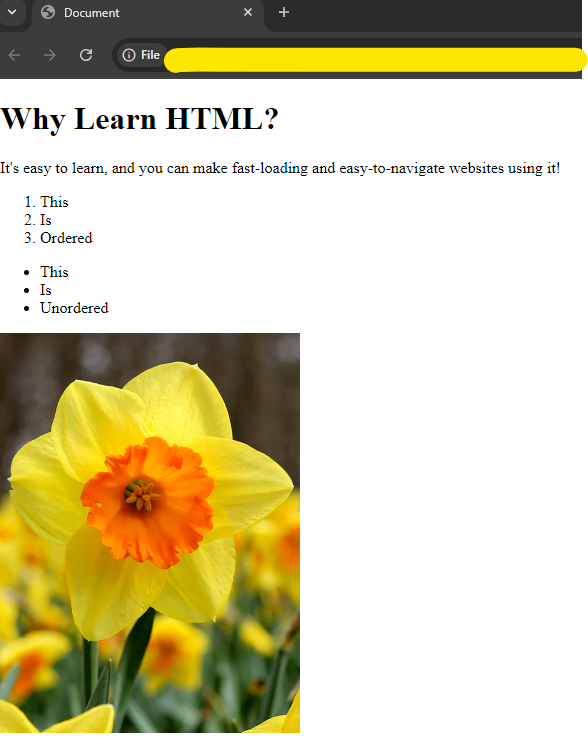 Document
File
Why Learn HTML?
It's easy to learn, and you can make fast-loading and easy-to-navigate websites using it!
1. This
2. Is
3. Ordered
• This
• Is
• Unordered